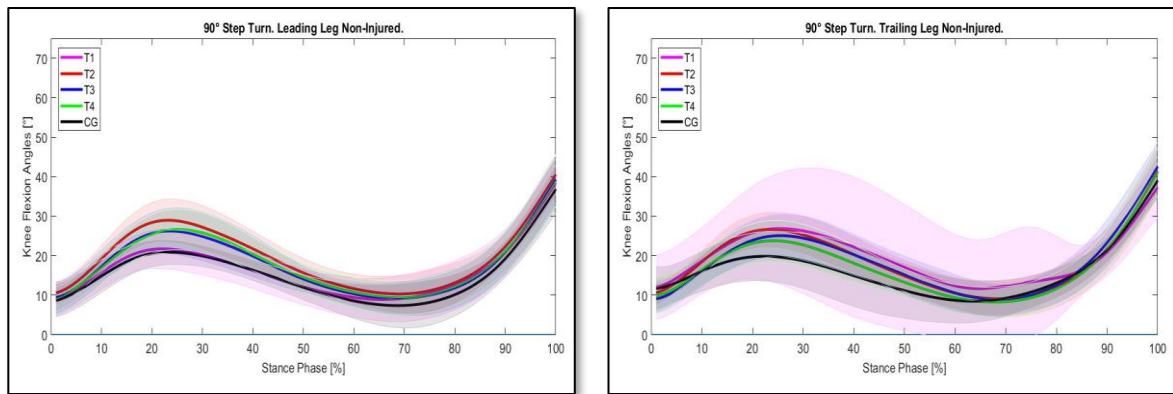 90° Step Turn. Leading Leg Non-Injured.
Knee Flexion Angles [°]
70
60
50
40
30
20
10
0
T1
T2
T3
T4
CG
0 10 20 30 40 50 60 70 80 90 100
Stance Phase [%]
90° Step Turn. Trailing Leg Non-Injured.
Knee Flexion Angles [°]
70
60
50
40
30
20
10
0
T1
T2
T3
T4
CG
0 10 20 30 40 50 60 70 80 90 100
Stance Phase [%]